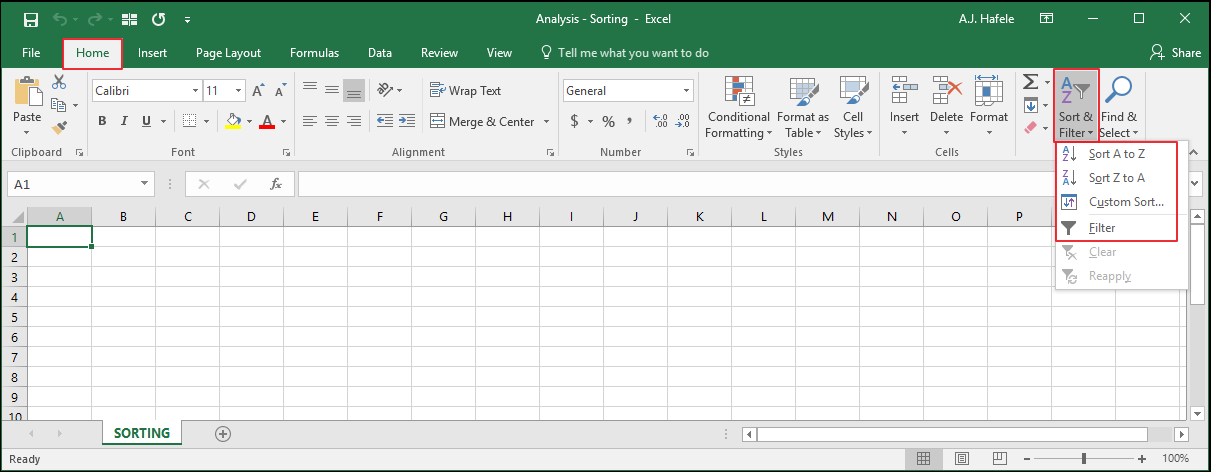 Analysis - Sorting - Excel
A.J. Hafele
File Home Insert Page Layout Formulas Data Review View Tell me what you want to do Share
Calibri 11
Wrap Text
General
Paste
B I U A
Merge & Center
$ % ,
Conditional Formatting
Format as Table
Cell Styles
Insert Delete Format
Sort & Filter
Find & Select
Clipboard Font Alignment Number Styles Cells
Sort A to Z
Sort Z to A
Custom Sort...
Filter
Clear
Reapply
A1 fx
A B C D E F G H I J K L M N O P
1
2
3
4
5
6
7
8
9
10
SORTING
Ready 100%